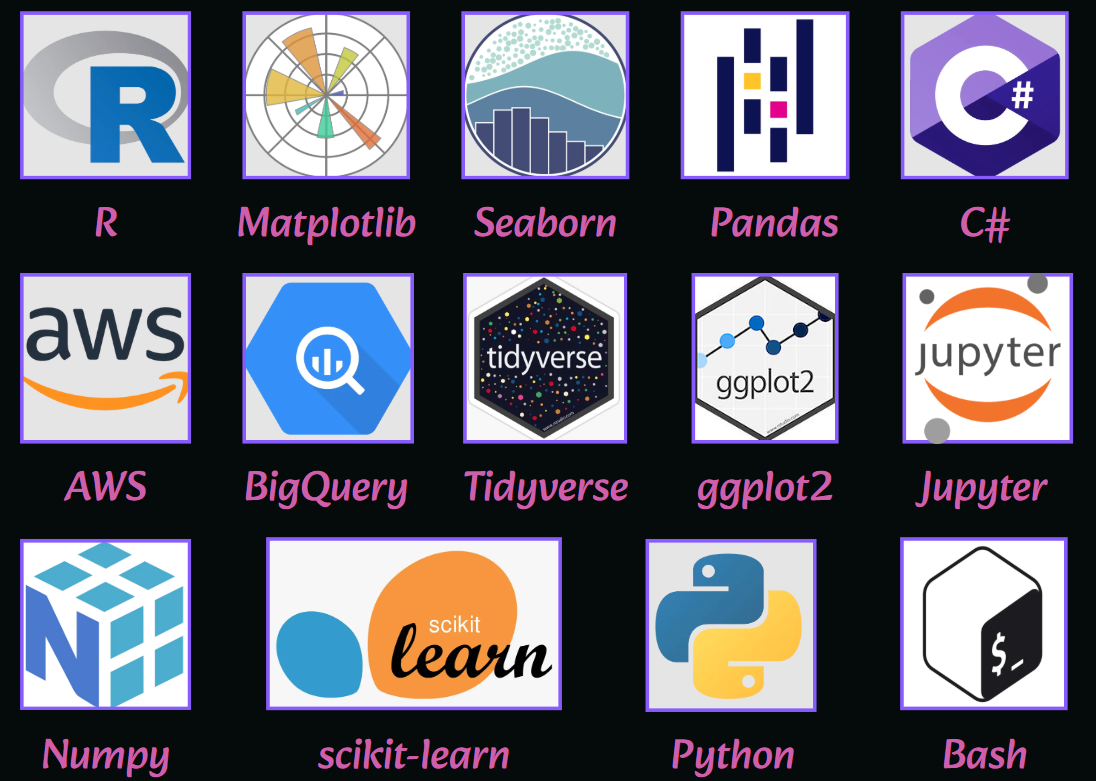 R
#
R Matplotlib Seaborn Pandas C#
aws
tidyverse
ggplot2
jupyter
AWS BigQuery Tidyverse ggplot2 Jupyter
N
scikit
learn
$_
Numpy scikit-learn Python Bash